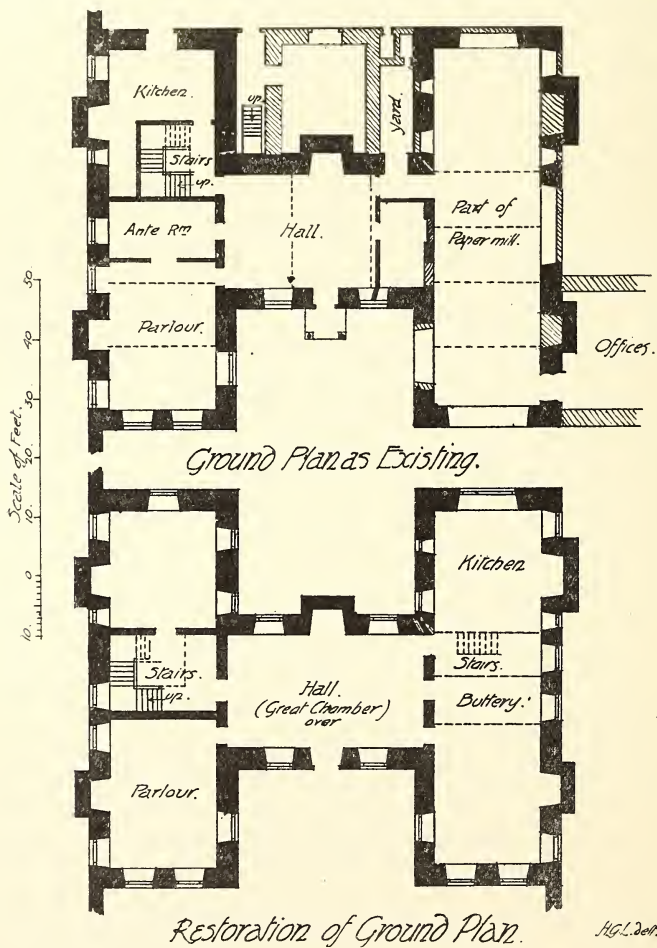 Kitchen.
up.
Yard.
Stairs
up.
Ante Rm
Hall.
Part of
Paper mill.
Parlour.
Offices.
Ground Plan as Existing.
Scale of Feet.
50.
40.
30.
20.
10.
0
10.
Kitchen
Stairs.
up.
Stairs.
Hall.
(Great Chamber)
over
Buttery.
Parlour.
Restoration of Ground Plan.
H.G.L. delt.